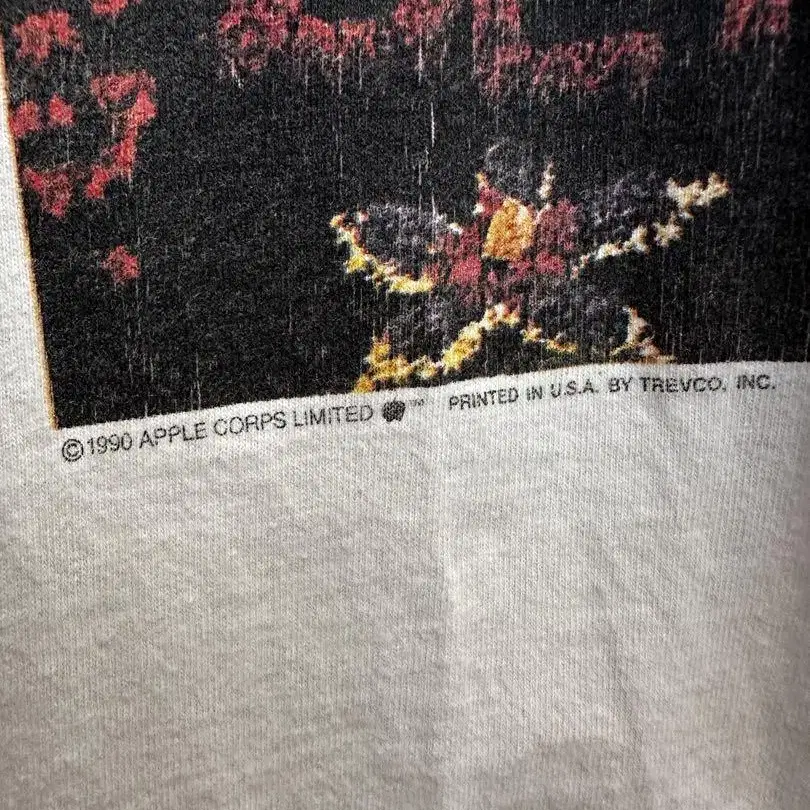 ©1990 APPLE CORPS LIMITED ™ PRINTED IN U.S.A. BY TREVCO, INC.